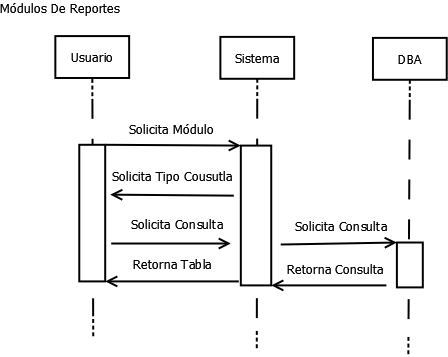 Módulos De Reportes
Usuario
Sistema
DBA
Solicita Módulo
Solicita Tipo Cousutla
Solicita Consulta
Solicita Consulta
Retorna Tabla
Retorna Consulta